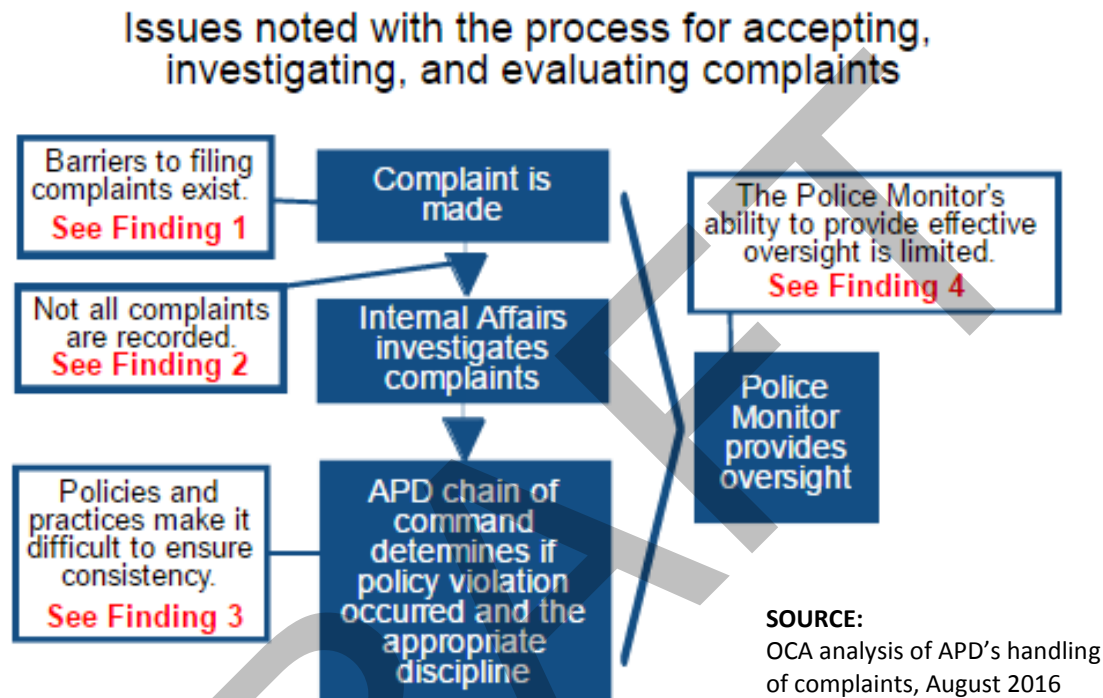 Issues noted with the process for accepting,
investigating, and evaluating complaints
Barriers to filing
complaints exist.
See Finding 1
Complaint is
made
The Police Monitor's
ability to provide effective
oversight is limited.
See Finding 4
Not all complaints
are recorded.
See Finding 2
Internal Affairs
investigates
complaints
Police
Monitor
provides
oversight
Policies and
practices make it
difficult to ensure
consistency.
See Finding 3
APD chain of
command
determines if
policy violation
occurred and the
appropriate
discipline
SOURCE:
OCA analysis of APD’s handling
of complaints, August 2016
DRAFT